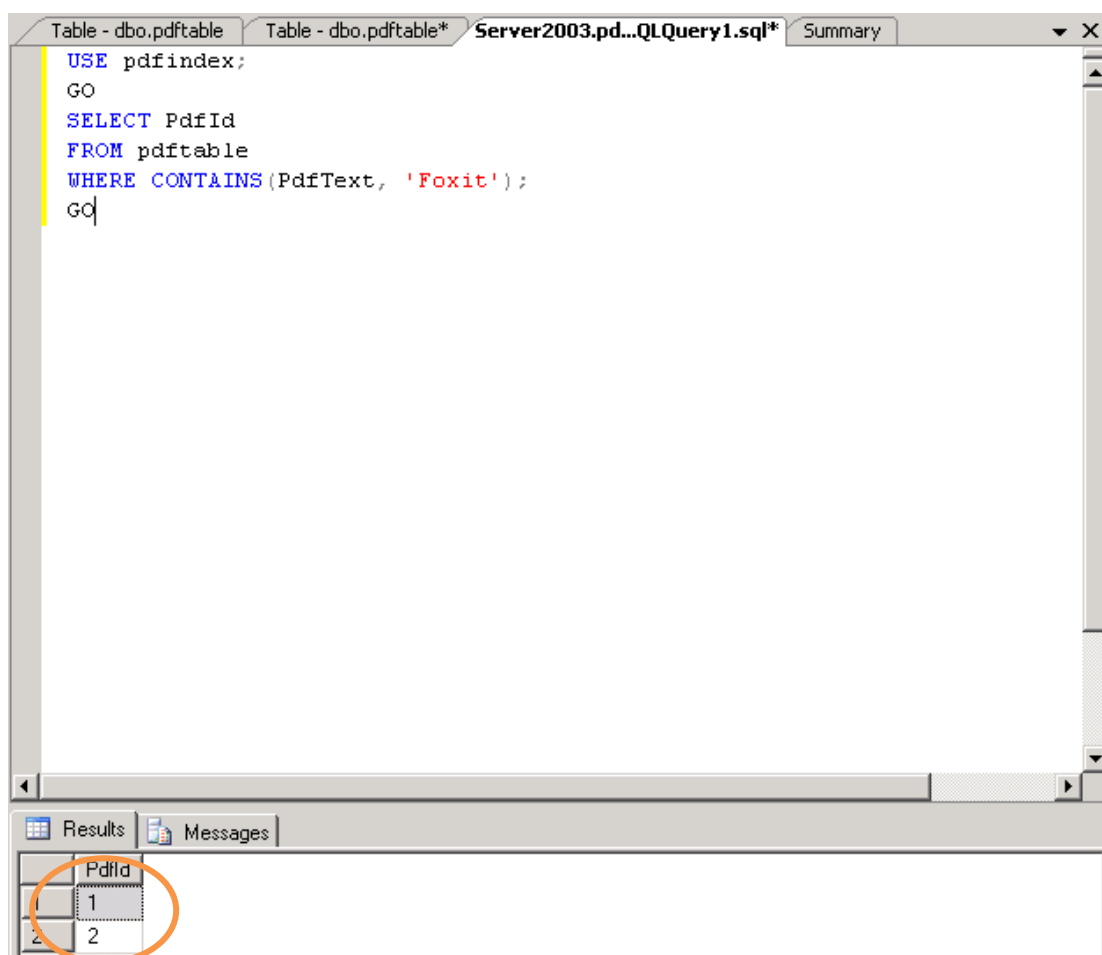 Table - dbo.pdftable Table - dbo.pdftable* Server2003.pd...QLQuery1.sql* Summary
USE pdfindex;
GO
SELECT PdfId
FROM pdftable
WHERE CONTAINS(PdfText, 'Foxit');
GO
Results Messages
PdfId
1 1
2 2